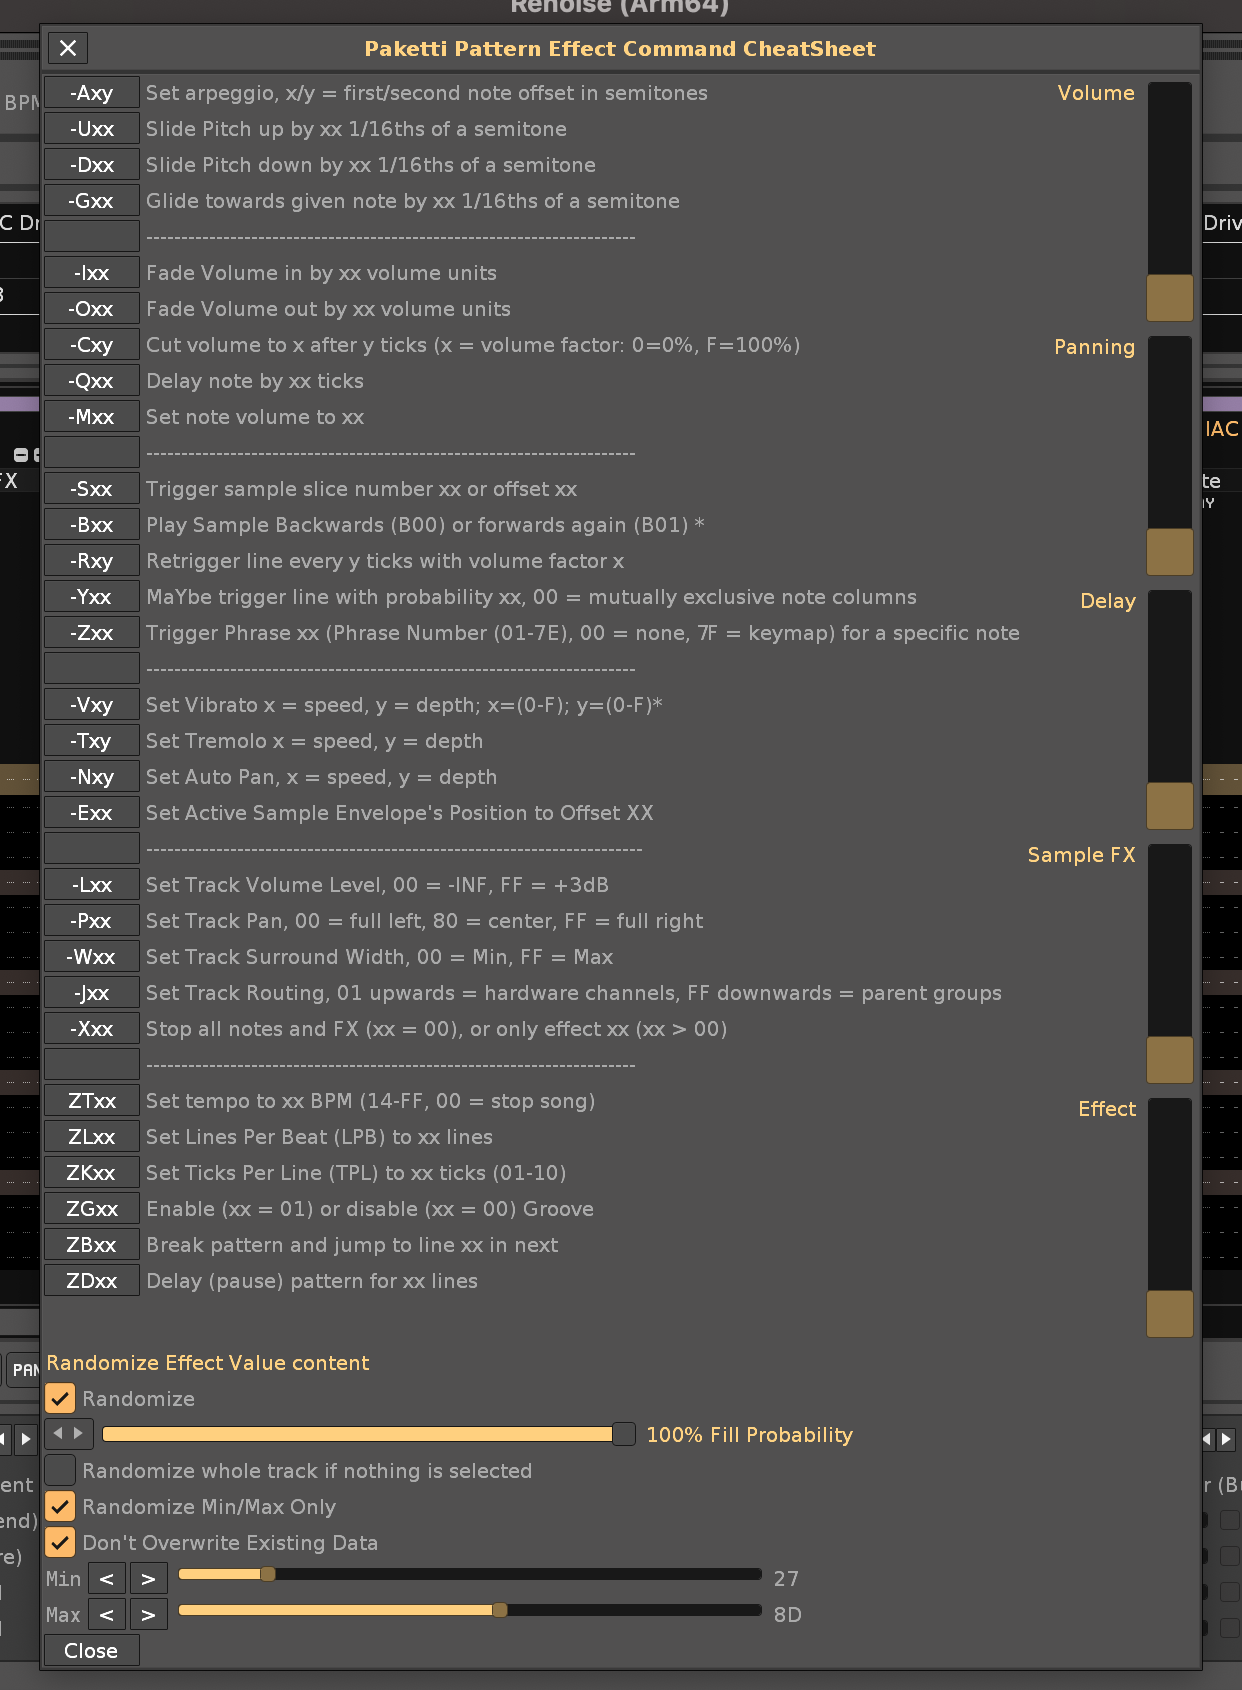 Renoise (Arm64)
Paketti Pattern Effect Command CheatSheet
-Axy Set arpeggio, x/y = first/second note offset in semitones Volume
-Uxx Slide Pitch up by xx 1/16ths of a semitone
-Dxx Slide Pitch down by xx 1/16ths of a semitone
-Gxx Glide towards given note by xx 1/16ths of a semitone
----------------------------------------------------------------------
-Ixx Fade Volume in by xx volume units
-Oxx Fade Volume out by xx volume units
-Cxy Cut volume to x after y ticks (x = volume factor: 0=0%, F=100%) Panning
-Qxx Delay note by xx ticks
-Mxx Set note volume to xx
----------------------------------------------------------------------
-Sxx Trigger sample slice number xx or offset xx
-Bxx Play Sample Backwards (B00) or forwards again (B01) *
-Rxy Retrigger line every y ticks with volume factor x
-Yxx MaYbe trigger line with probability xx, 00 = mutually exclusive note columns Delay
-Zxx Trigger Phrase xx (Phrase Number (01-7E), 00 = none, 7F = keymap) for a specific note
----------------------------------------------------------------------
-Vxy Set Vibrato x = speed, y = depth; x=(0-F); y=(0-F)*
-Txy Set Tremolo x = speed, y = depth
-Nxy Set Auto Pan, x = speed, y = depth
-Exx Set Active Sample Envelope's Position to Offset XX
----------------------------------------------------------------------- Sample FX
-Lxx Set Track Volume Level, 00 = -INF, FF = +3dB
-Pxx Set Track Pan, 00 = full left, 80 = center, FF = full right
-Wxx Set Track Surround Width, 00 = Min, FF = Max
-Jxx Set Track Routing, 01 upwards = hardware channels, FF downwards = parent groups
-Xxx Stop all notes and FX (xx = 00), or only effect xx (xx > 00)
----------------------------------------------------------------------
ZTxx Set tempo to xx BPM (14-FF, 00 = stop song) Effect
ZLxx Set Lines Per Beat (LPB) to xx lines
ZKxx Set Ticks Per Line (TPL) to xx ticks (01-10)
ZGxx Enable (xx = 01) or disable (xx = 00) Groove
ZBxx Break pattern and jump to line xx in next
ZDxx Delay (pause) pattern for xx lines
Randomize Effect Value content
Randomize
100% Fill Probability
Randomize whole track if nothing is selected
Randomize Min/Max Only
Don't Overwrite Existing Data
Min < > 27
Max < > 8D
Close
BPM
IAC
PAN